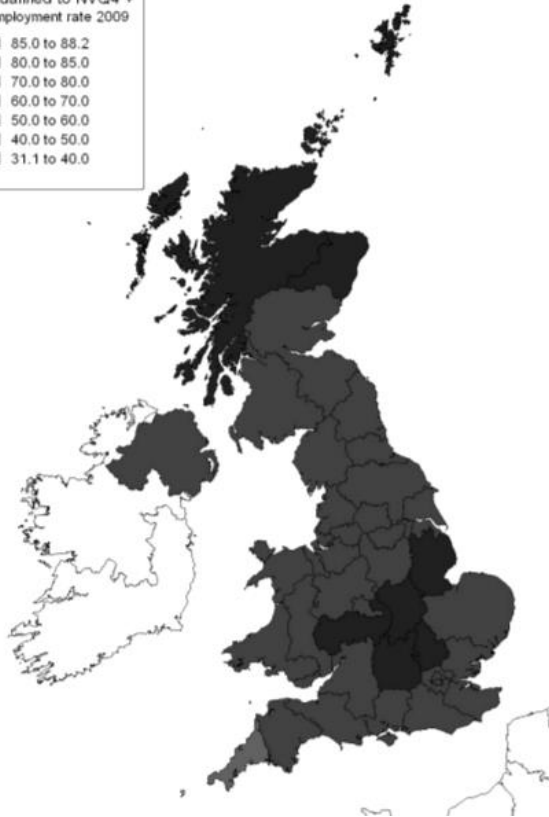 NVQ4 +
employment rate 2009
85.0 to 88.2
80.0 to 85.0
70.0 to 80.0
60.0 to 70.0
50.0 to 60.0
40.0 to 50.0
31.1 to 40.0